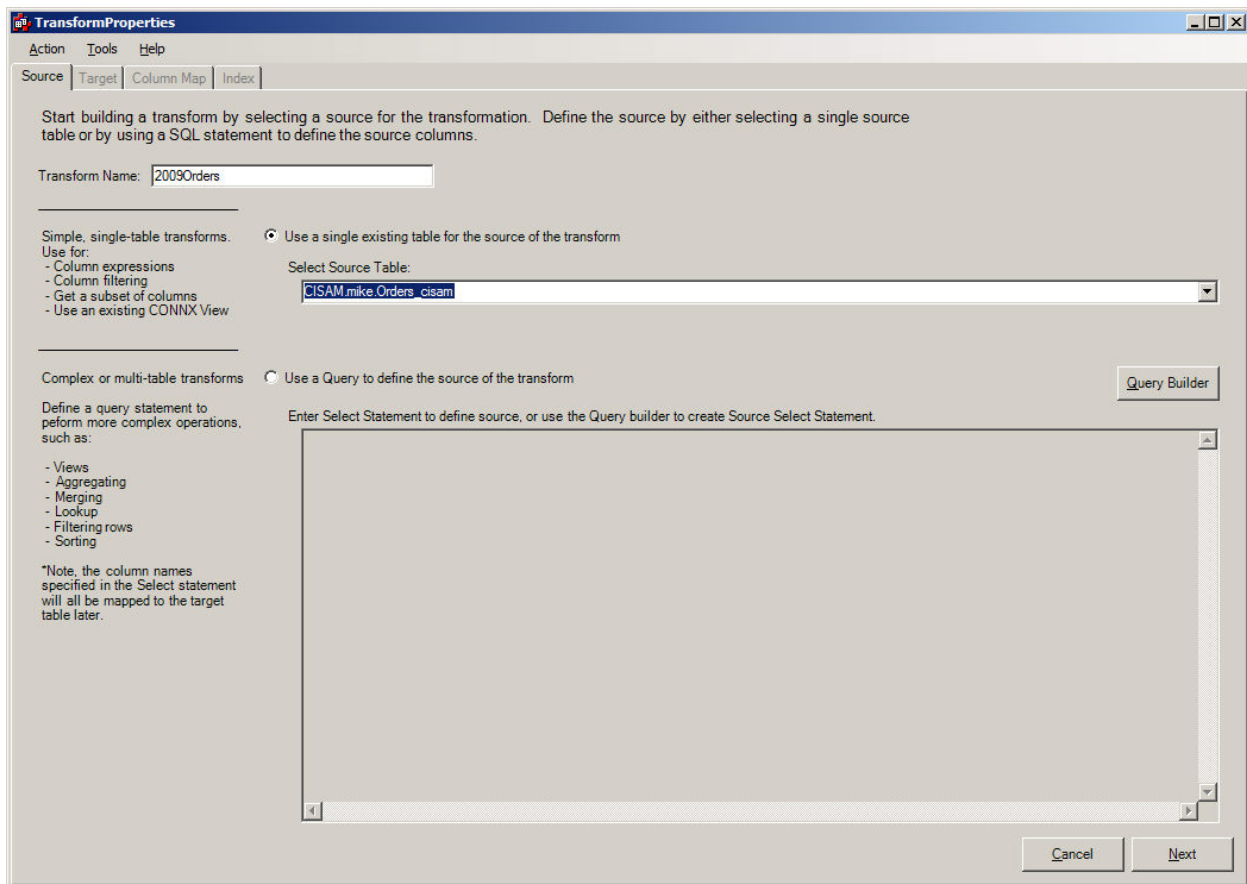 TransformProperties
Action Tools Help
Source Target Column Map Index
Start building a transform by selecting a source for the transformation. Define the source by either selecting a single source
table or by using a SQL statement to define the source columns.
Transform Name: 2009Orders
Simple, single-table transforms.
Use for:
- Column expressions
- Column filtering
- Get a subset of columns
- Use an existing CONNX View
Use a single existing table for the source of the transform
Select Source Table:
CISAM.mike.Orders_cisam
Complex or multi-table transforms
Define a query statement to
peform more complex operations,
such as:
- Views
- Aggregating
- Merging
- Lookup
- Filtering rows
- Sorting
*Note, the column names
specified in the Select statement
will all be mapped to the target
table later.
Use a Query to define the source of the transform
Query Builder
Enter Select Statement to define source, or use the Query builder to create Source Select Statement.
Cancel Next